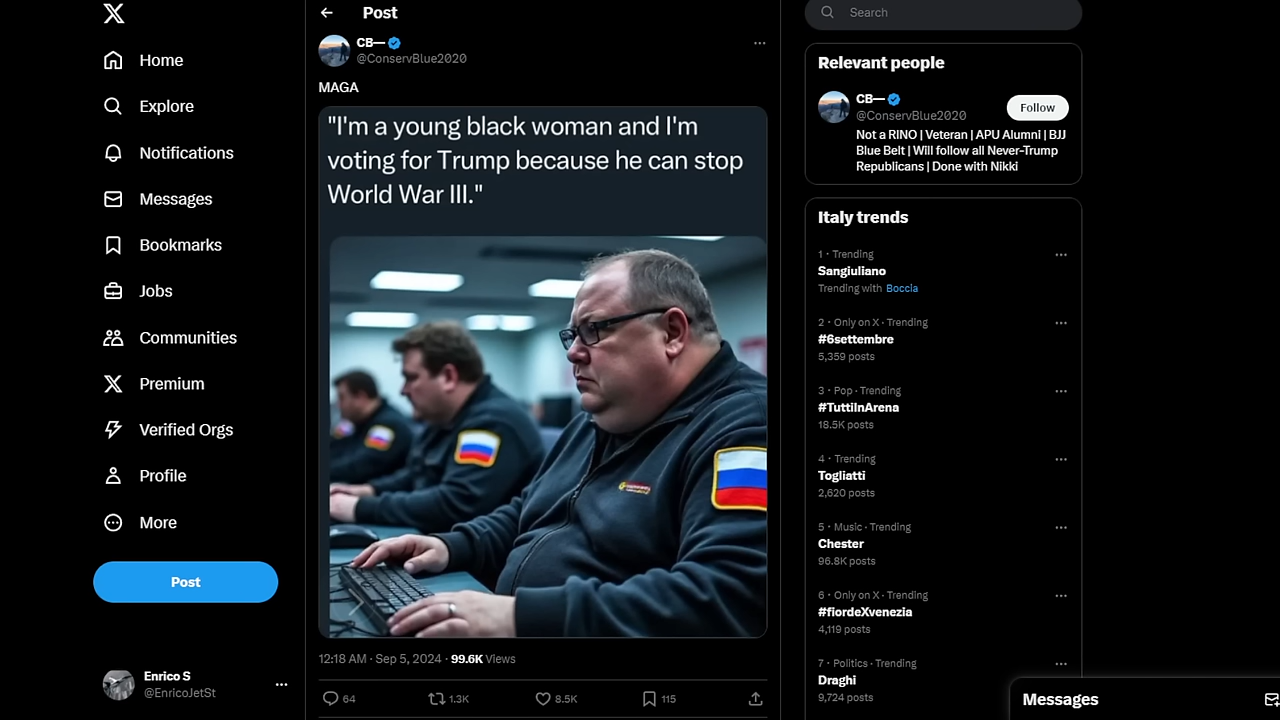 Home
Explore
Notifications
Messages
Bookmarks
Jobs
Communities
Premium
Verified Orgs
Profile
More
Post
Enrico S
@EnricoJetSt
Post
CB—
@ConservBlue2020
MAGA
"I'm a young black woman and I'm
voting for Trump because he can stop
World War III."
12:18 AM · Sep 5, 2024 · 99.6K Views
64
1.3K
8.5K
115
Search
Relevant people
CB—
@ConservBlue2020
Follow
Not a RINO | Veteran | APU Alumni | BJJ
Blue Belt | Will follow all Never-Trump
Republicans | Done with Nikki
Italy trends
1 · Trending
Sangiuliano
Trending with Boccia
2 · Only on X · Trending
#6settembre
5,359 posts
3 · Pop · Trending
#TuttiInArena
18.5K posts
4 · Trending
Togliatti
2,620 posts
5 · Music · Trending
Chester
96.8K posts
6 · Only on X · Trending
#fiordeXvenezia
4,119 posts
7 · Politics · Trending
Draghi
9,724 posts
Messages